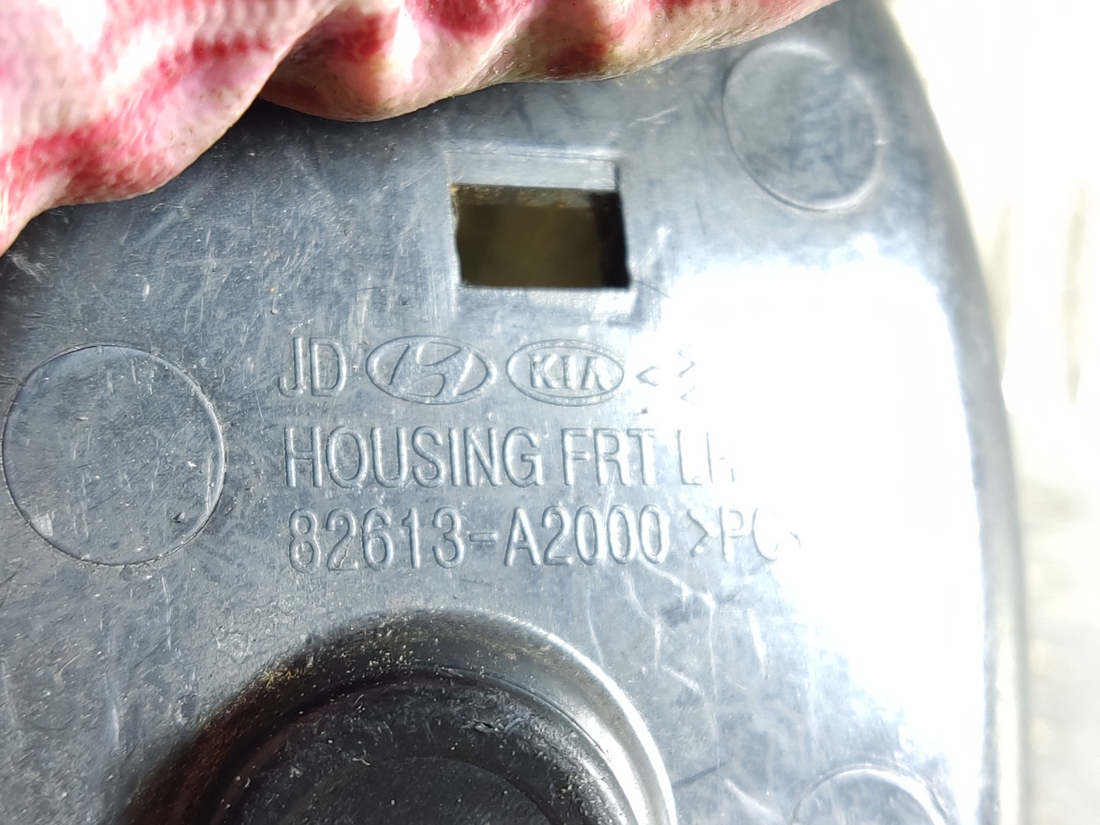 JD KIA
HOUSING FRT LH
82613-A2000 >PC<